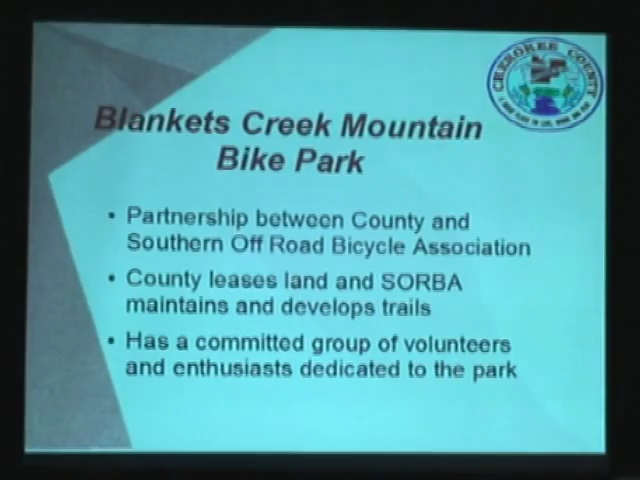 CHEROKEE COUNTY
Blankets Creek Mountain
Bike Park
• Partnership between County and
Southern Off Road Bicycle Association
• County leases land and SORBA
maintains and develops trails
• Has a committed group of volunteers
and enthusiasts dedicated to the park